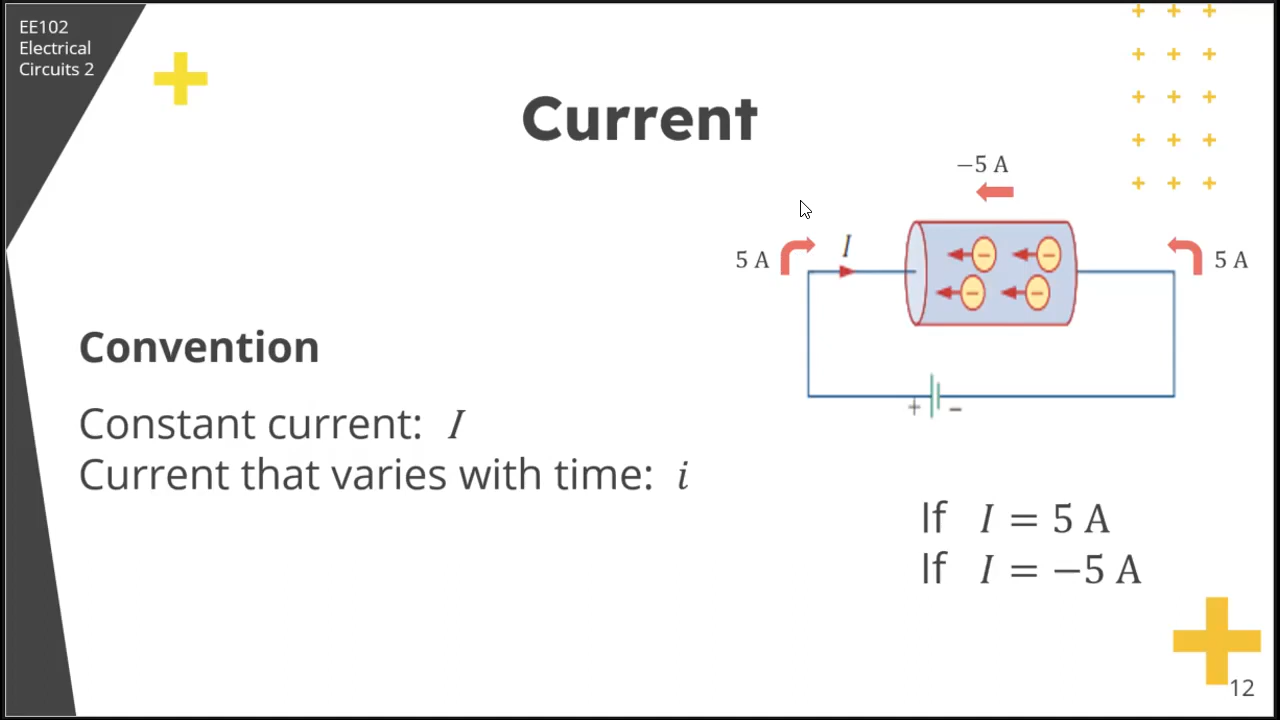 EE102
Electrical
Circuits 2
Current
−5 A
5 A
I
5 A
+ −
Convention
Constant current: I
Current that varies with time: i
If I = 5 A
If I = −5 A
12